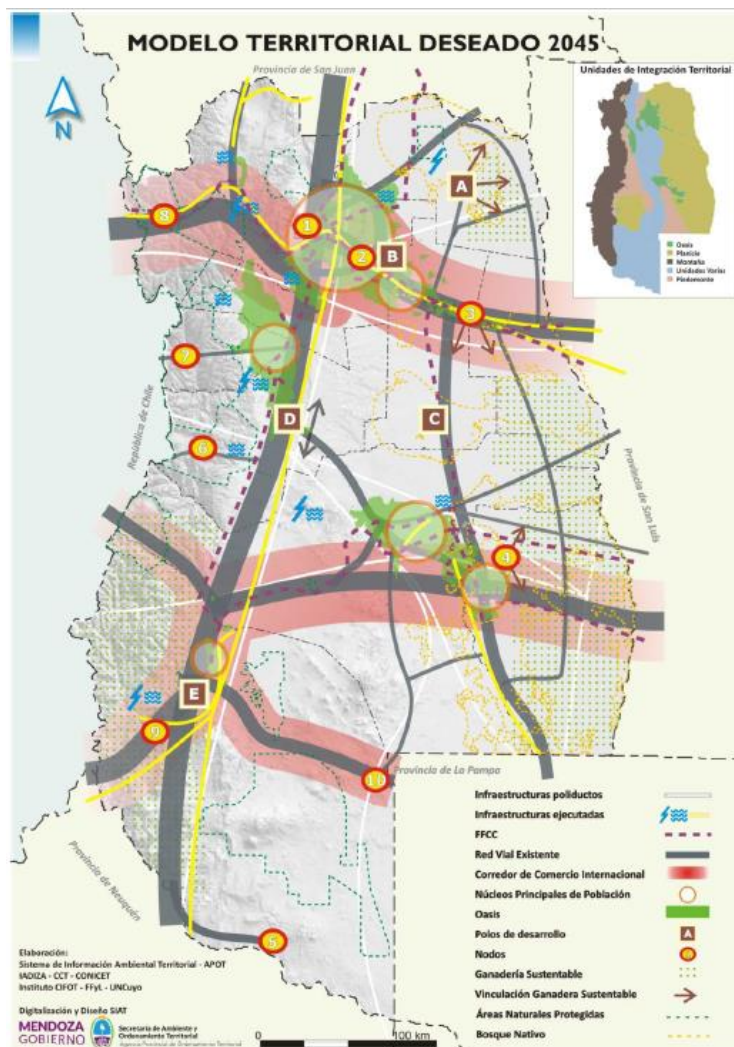 MODELO TERRITORIAL DESEADO 2045
Provincia de San Juan
Unidades de Integración Territorial
N
Oasis
Planicie
Montaña
Unidades Varias
Piedemonte
A
8
1
2
B
3
7
República de Chile
D
C
6
Provincia de San Luis
4
E
9
10
Provincia de La Pampa
Provincia de Neuquén
5
Infraestructuras poliductos
Infraestructuras ejecutadas
FFCC
Red Vial Existente
Corredor de Comercio Internacional
Núcleos Principales de Población
Oasis
Polos de desarrollo
A
Nodos
Ganadería Sustentable
Vinculación Ganadera Sustentable
Áreas Naturales Protegidas
Bosque Nativo
Elaboración:
Sistema de Información Ambiental Territorial - APOT
IADIZA - CCT - CONICET
Instituto CIFOT - FFyL - UNCuyo
Digitalización y Diseño SIAT
MENDOZA
GOBIERNO
Secretaría de Ambiente y
Ordenamiento Territorial
Agencia Provincial de Ordenamiento Territorial
0
100 km